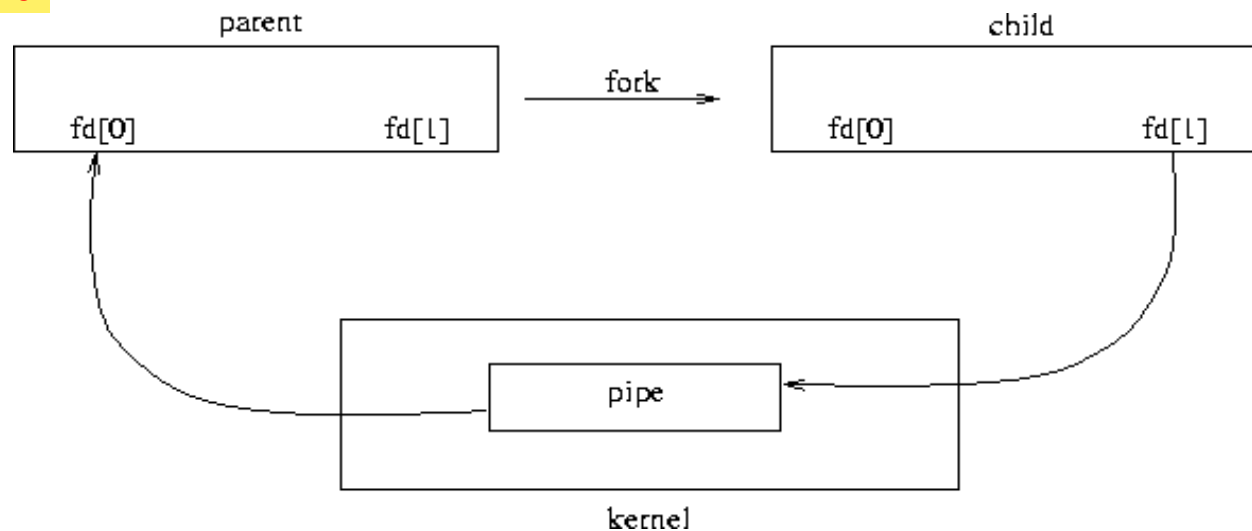 parent
child
fork
fd[0]
fd[1]
fd[0]
fd[1]
pipe
kernel